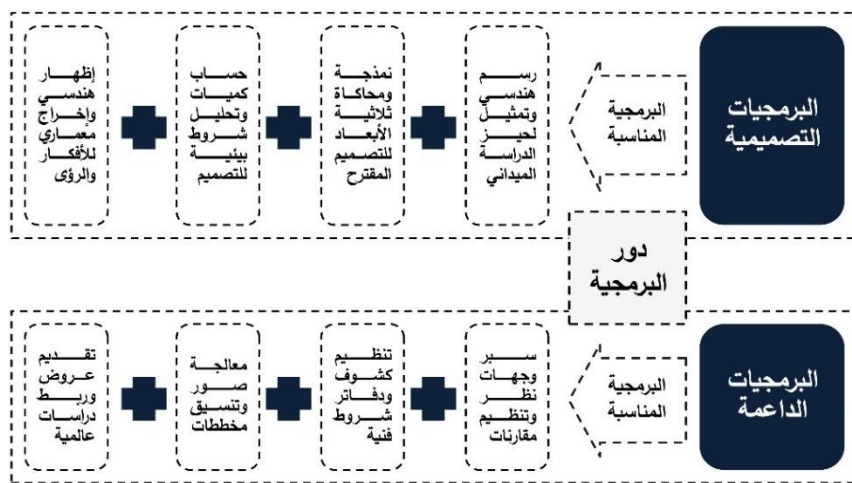 البرمجيات
التصميمية
البرمجية
المناسبة
رسم
هندسي
وتمثيل
لحيز
الدراسة
الميداني
نمذجة
ومحاكاة
ثلاثية
الأبعاد
للتصميم
المقترح
حساب
كميات
وتحليل
شروط
بيئية
للتصميم
إظهار
هندسي
وإخراج
معماري
للأفكار
والرؤى
دور
البرمجية
البرمجيات
الداعمة
البرمجية
المناسبة
سبر
وجهات
نظر
وتنظيم
مقارنات
تنظيم
كشوف
ودفاتر
شروط
فنية
معالجة
صور
وتنسيق
مخططات
تقديم
عروض
وربط
دراسات
عالمية